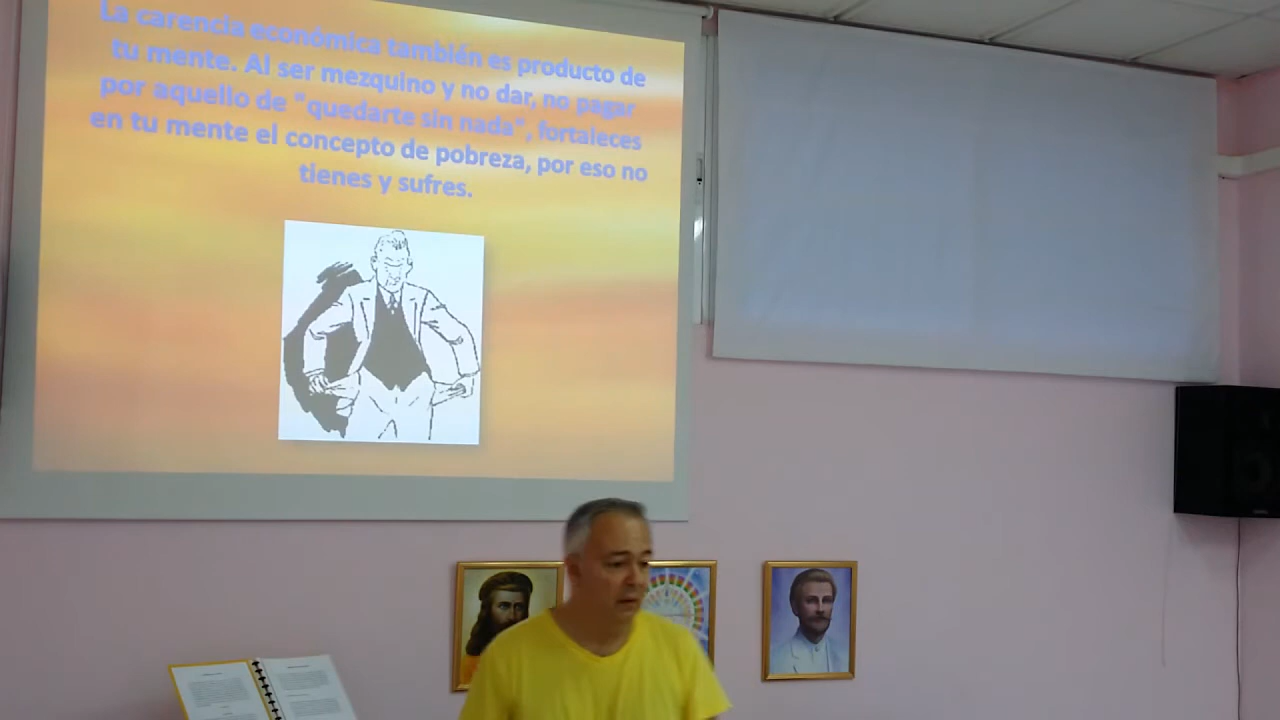 La carencia económica también es producto de
tu mente. Al ser mezquino y no dar, no pagar
por aquello de "quedarte sin nada", fortaleces
en tu mente el concepto de pobreza, por eso no
tienes y sufres.